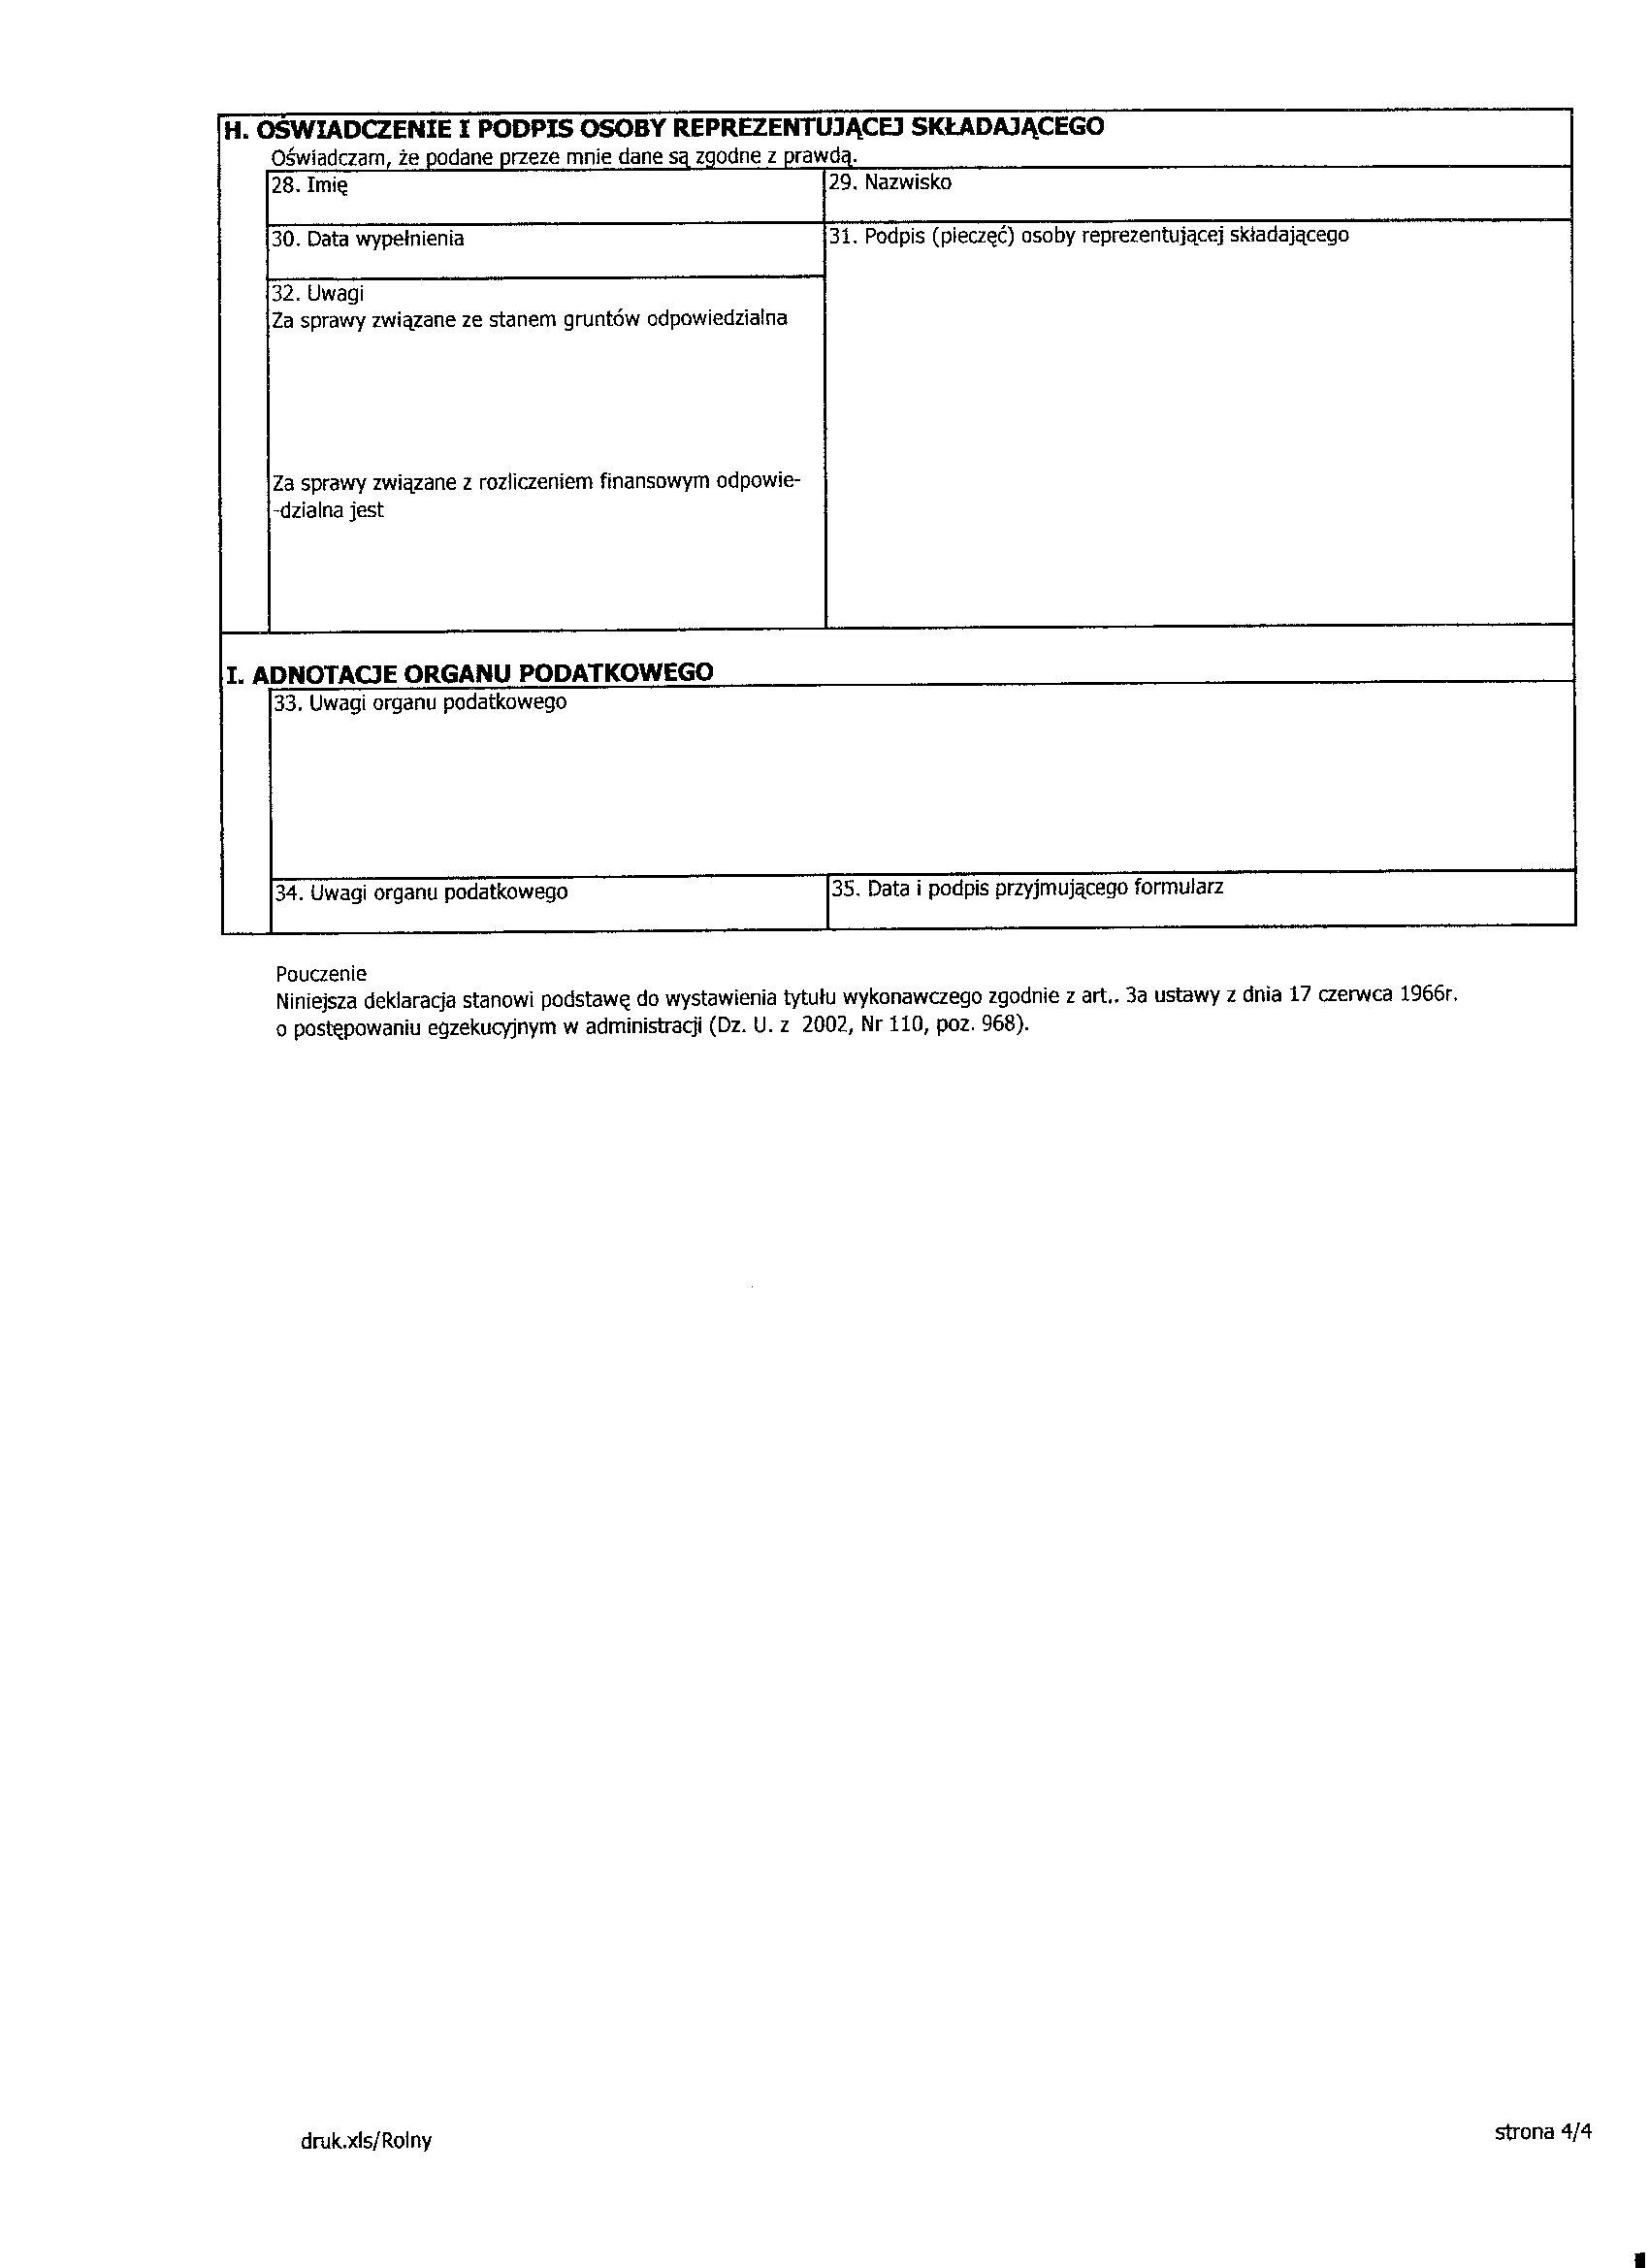 H. OŚWIADCZENIE I PODPIS OSOBY REPREZENTUJĄCEJ SKŁADAJĄCEGO
Oświadczam, że podane przeze mnie dane są zgodne z prawdą.
28. Imię
29. Nazwisko
30. Data wypełnienia
31. Podpis (pieczęć) osoby reprezentującej składającego
32. Uwagi
Za sprawy związane ze stanem gruntów odpowiedzialna
Za sprawy związane z rozliczeniem finansowym odpowie-
-dzialna jest
I. ADNOTACJE ORGANU PODATKOWEGO
33. Uwagi organu podatkowego
34. Uwagi organu podatkowego
35. Data i podpis przyjmującego formularz
Pouczenie
Niniejsza deklaracja stanowi podstawę do wystawienia tytułu wykonawczego zgodnie z art.. 3a ustawy z dnia 17 czerwca 1966r.
o postępowaniu egzekucyjnym w administracji (Dz. U. z  2002, Nr 110, poz. 968).
druk.xls/Rolny
strona 4/4